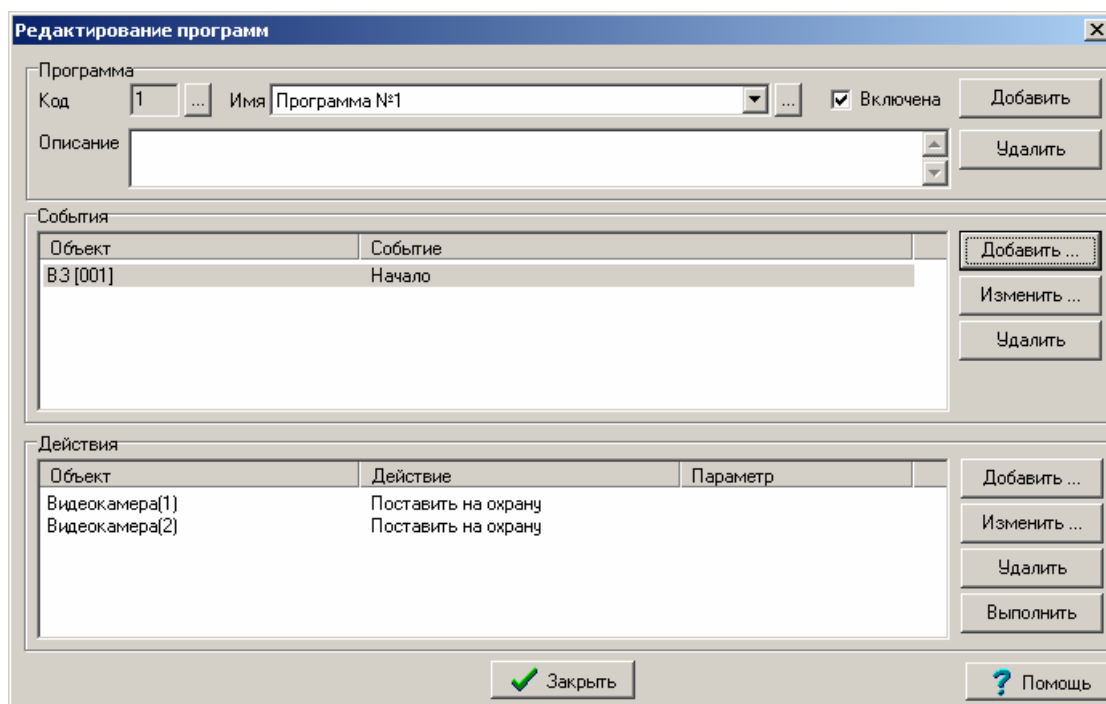 Редактирование программ
Программа
Код 1 ... Имя Программа №1 ... Включена Добавить
Описание Удалить
События
Объект Событие Добавить ...
ВЗ [001] Начало
Изменить ...
Удалить
Действия
Объект Действие Параметр Добавить ...
Видеокамера(1) Поставить на охрану
Видеокамера(2) Поставить на охрану Изменить ...
Удалить
Выполнить
Закрыть ? Помощь